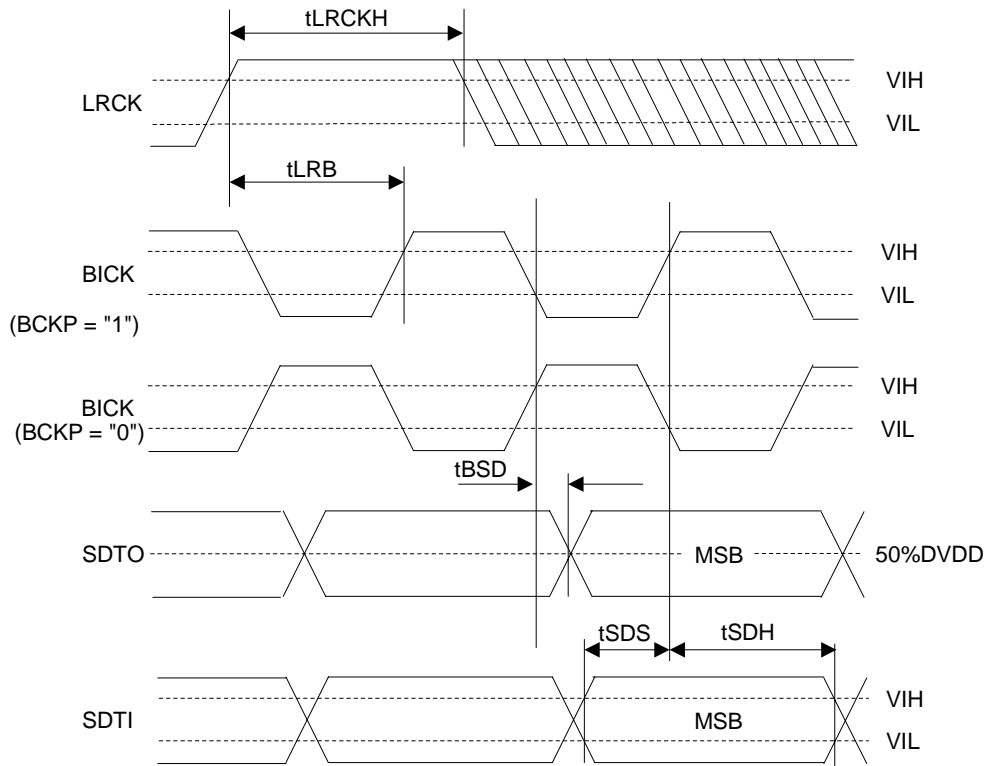 tLRCKH
LRCK
VIH
VIL
tLRB
BICK
(BCKP = "1")
VIH
VIL
BICK
(BCKP = "0")
VIH
VIL
tBSD
SDTO
MSB
50%DVDD
tSDS
tSDH
SDTI
MSB
VIH
VIL